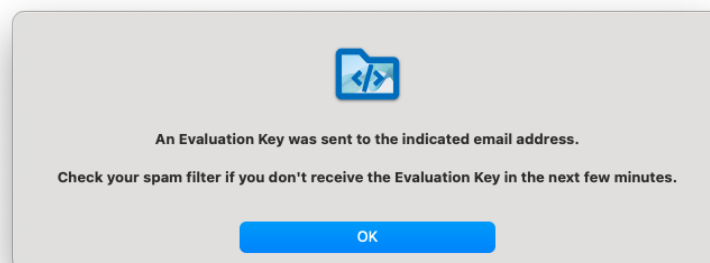 An Evaluation Key was sent to the indicated email address.
Check your spam filter if you don't receive the Evaluation Key in the next few minutes.
OK